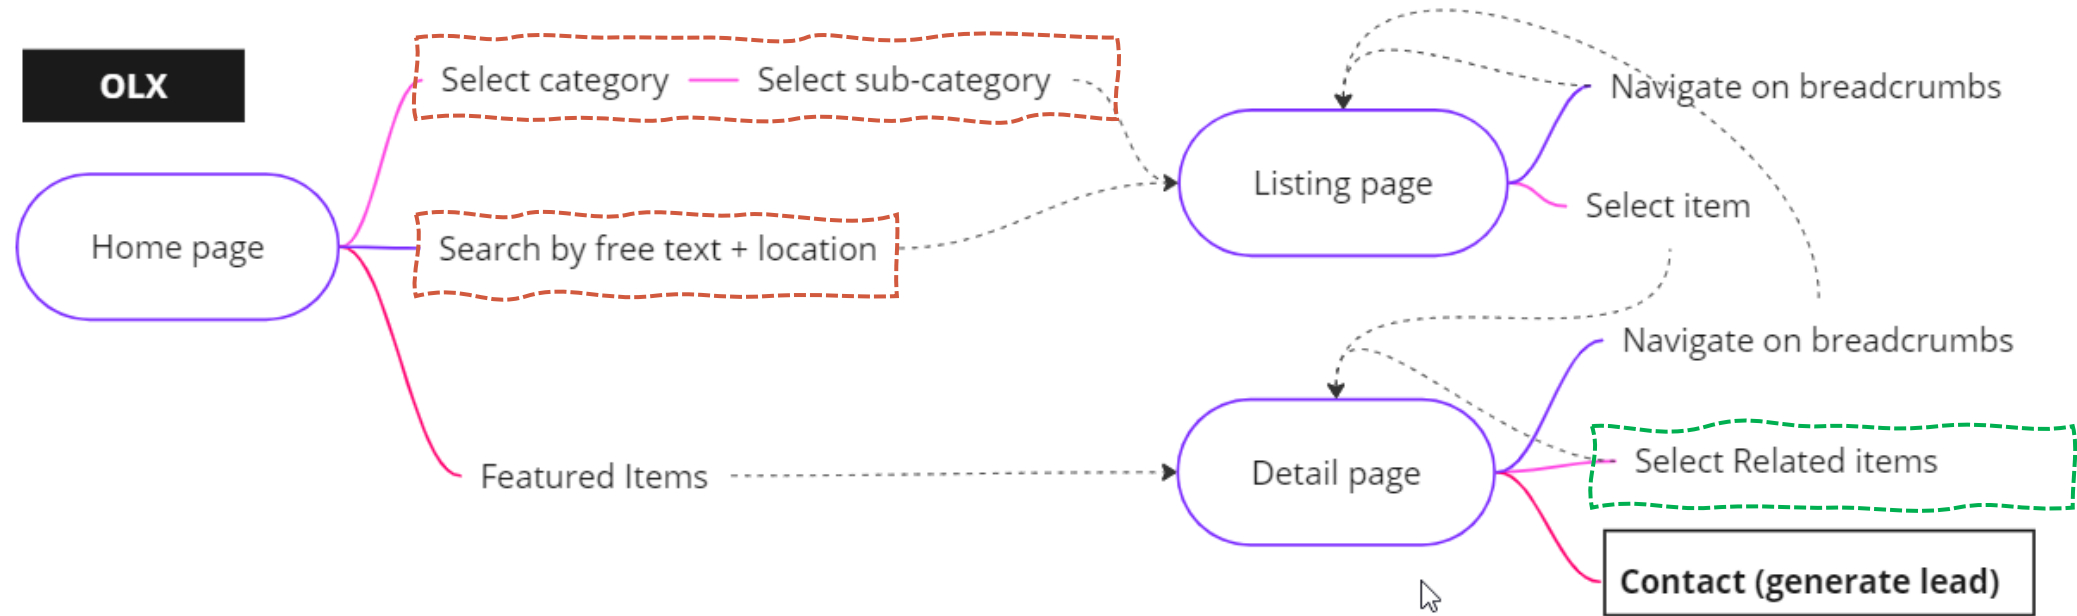 OLX
Select category
Select sub-category
Home page
Search by free text + location
Featured Items
Listing page
Navigate on breadcrumbs
Select item
Detail page
Navigate on breadcrumbs
Select Related items
Contact (generate lead)